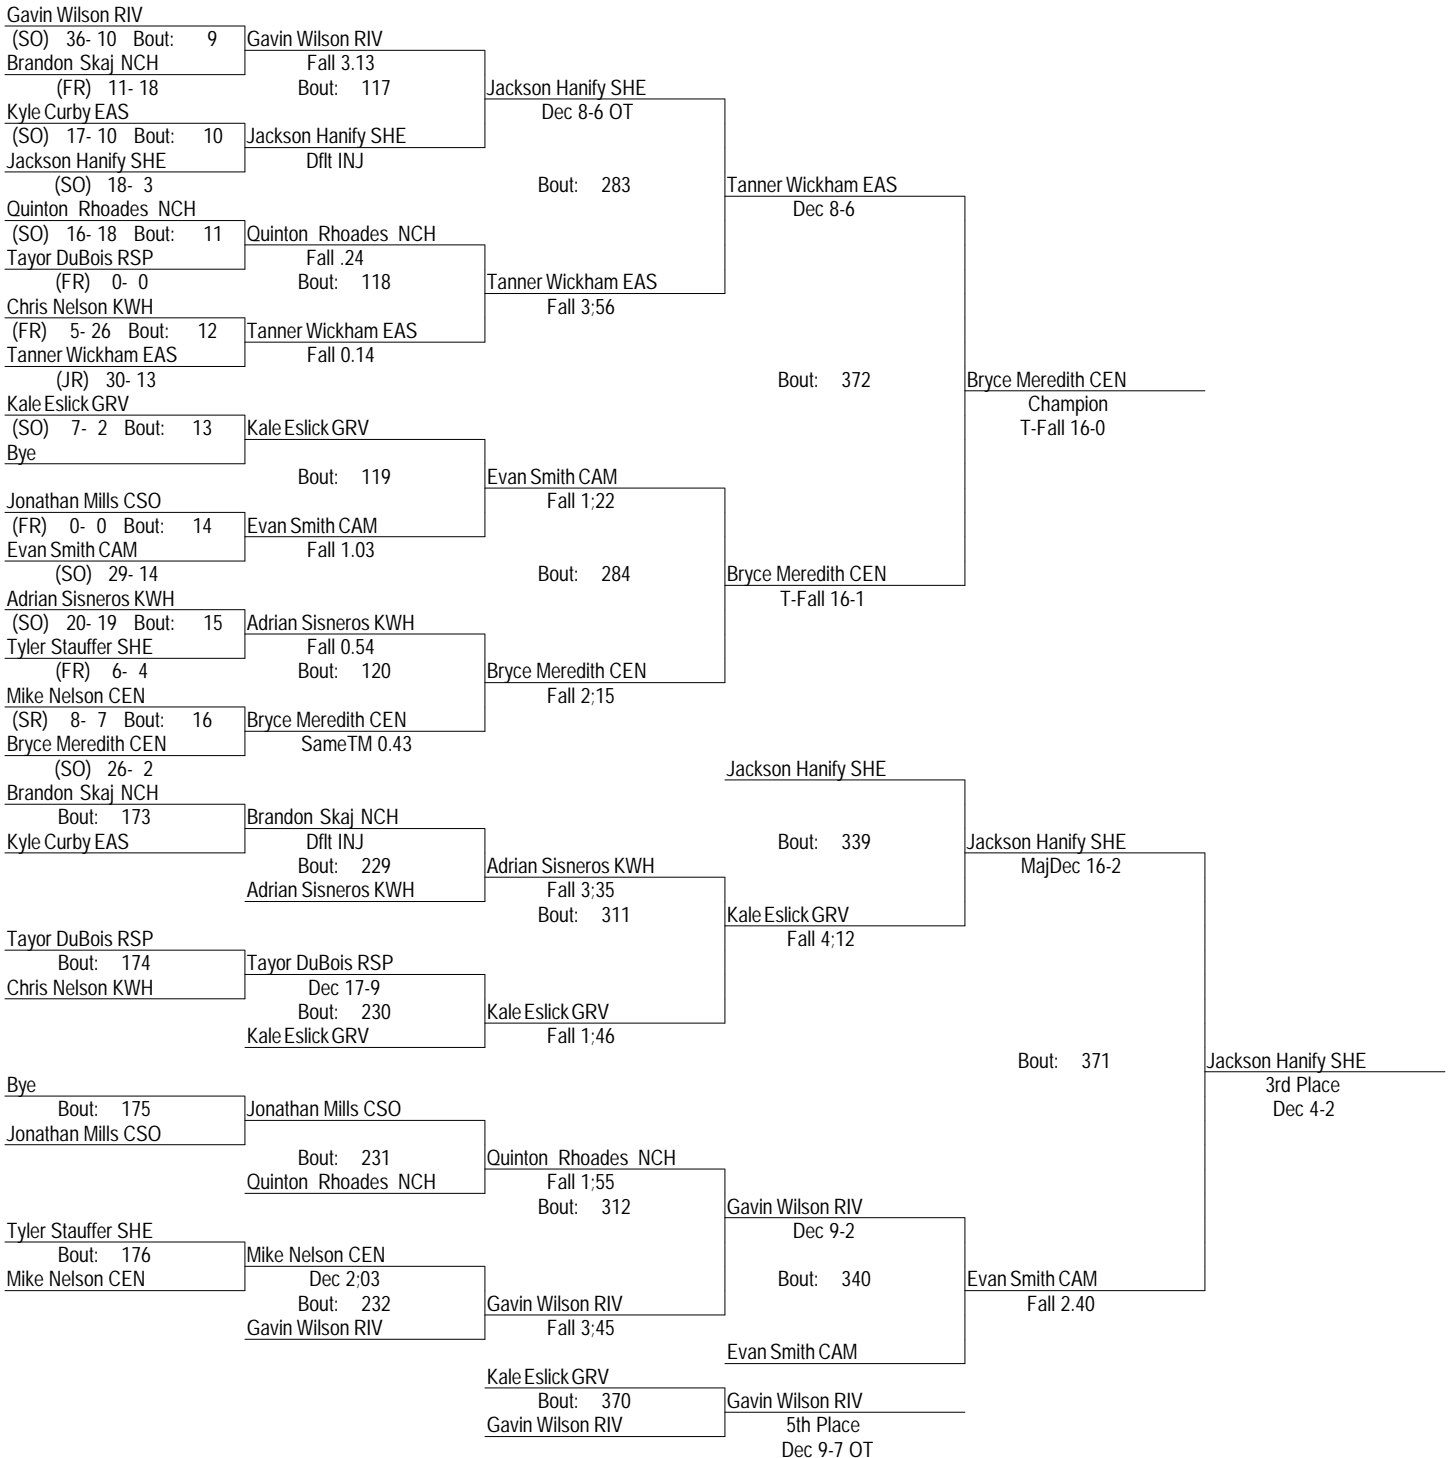 Gavin Wilson RIV
(SO) 36- 10 Bout: 9 Gavin Wilson RIV
Brandon Skaj NCH Fall 3.13
(FR) 11- 18 Bout: 117 Jackson Hanify SHE
Kyle Curby EAS Dec 8-6 OT
(SO) 17- 10 Bout: 10 Jackson Hanify SHE
Jackson Hanify SHE Dflt INJ
(SO) 18- 3 Bout: 283 Tanner Wickham EAS
Quinton Rhoades NCH Dec 8-6
(SO) 16- 18 Bout: 11 Quinton Rhoades NCH
Tayor DuBois RSP Fall .24
(FR) 0- 0 Bout: 118 Tanner Wickham EAS
Chris Nelson KWH Fall 3;56
(FR) 5- 26 Bout: 12 Tanner Wickham EAS
Tanner Wickham EAS Fall 0.14
(JR) 30- 13 Bout: 372 Bryce Meredith CEN
Kale Eslick GRV Champion
(SO) 7- 2 Bout: 13 Kale Eslick GRV T-Fall 16-0
Bye
Bout: 119 Evan Smith CAM
Jonathan Mills CSO Fall 1;22
(FR) 0- 0 Bout: 14 Evan Smith CAM
Evan Smith CAM Fall 1.03
(SO) 29- 14 Bout: 284 Bryce Meredith CEN
Adrian Sisneros KWH T-Fall 16-1
(SO) 20- 19 Bout: 15 Adrian Sisneros KWH
Tyler Stauffer SHE Fall 0.54
(FR) 6- 4 Bout: 120 Bryce Meredith CEN
Mike Nelson CEN Fall 2;15
(SR) 8- 7 Bout: 16 Bryce Meredith CEN
Bryce Meredith CEN SameTM 0.43
(SO) 26- 2 Jackson Hanify SHE
Brandon Skaj NCH
Bout: 173 Brandon Skaj NCH
Kyle Curby EAS Dflt INJ Bout: 339 Jackson Hanify SHE
Bout: 229 Adrian Sisneros KWH MajDec 16-2
Adrian Sisneros KWH Fall 3;35
Bout: 311 Kale Eslick GRV
Tayor DuBois RSP Fall 4;12
Bout: 174 Tayor DuBois RSP
Chris Nelson KWH Dec 17-9
Bout: 230 Kale Eslick GRV
Kale Eslick GRV Fall 1;46
Bout: 371 Jackson Hanify SHE
Bye 3rd Place
Bout: 175 Jonathan Mills CSO Dec 4-2
Jonathan Mills CSO
Bout: 231 Quinton Rhoades NCH
Quinton Rhoades NCH Fall 1;55
Bout: 312 Gavin Wilson RIV
Tyler Stauffer SHE Dec 9-2
Bout: 176 Mike Nelson CEN
Mike Nelson CEN Dec 2;03 Bout: 340 Evan Smith CAM
Bout: 232 Gavin Wilson RIV Fall 2.40
Gavin Wilson RIV Fall 3;45
Evan Smith CAM
Kale Eslick GRV
Bout: 370 Gavin Wilson RIV
Gavin Wilson RIV 5th Place
Dec 9-7 OT